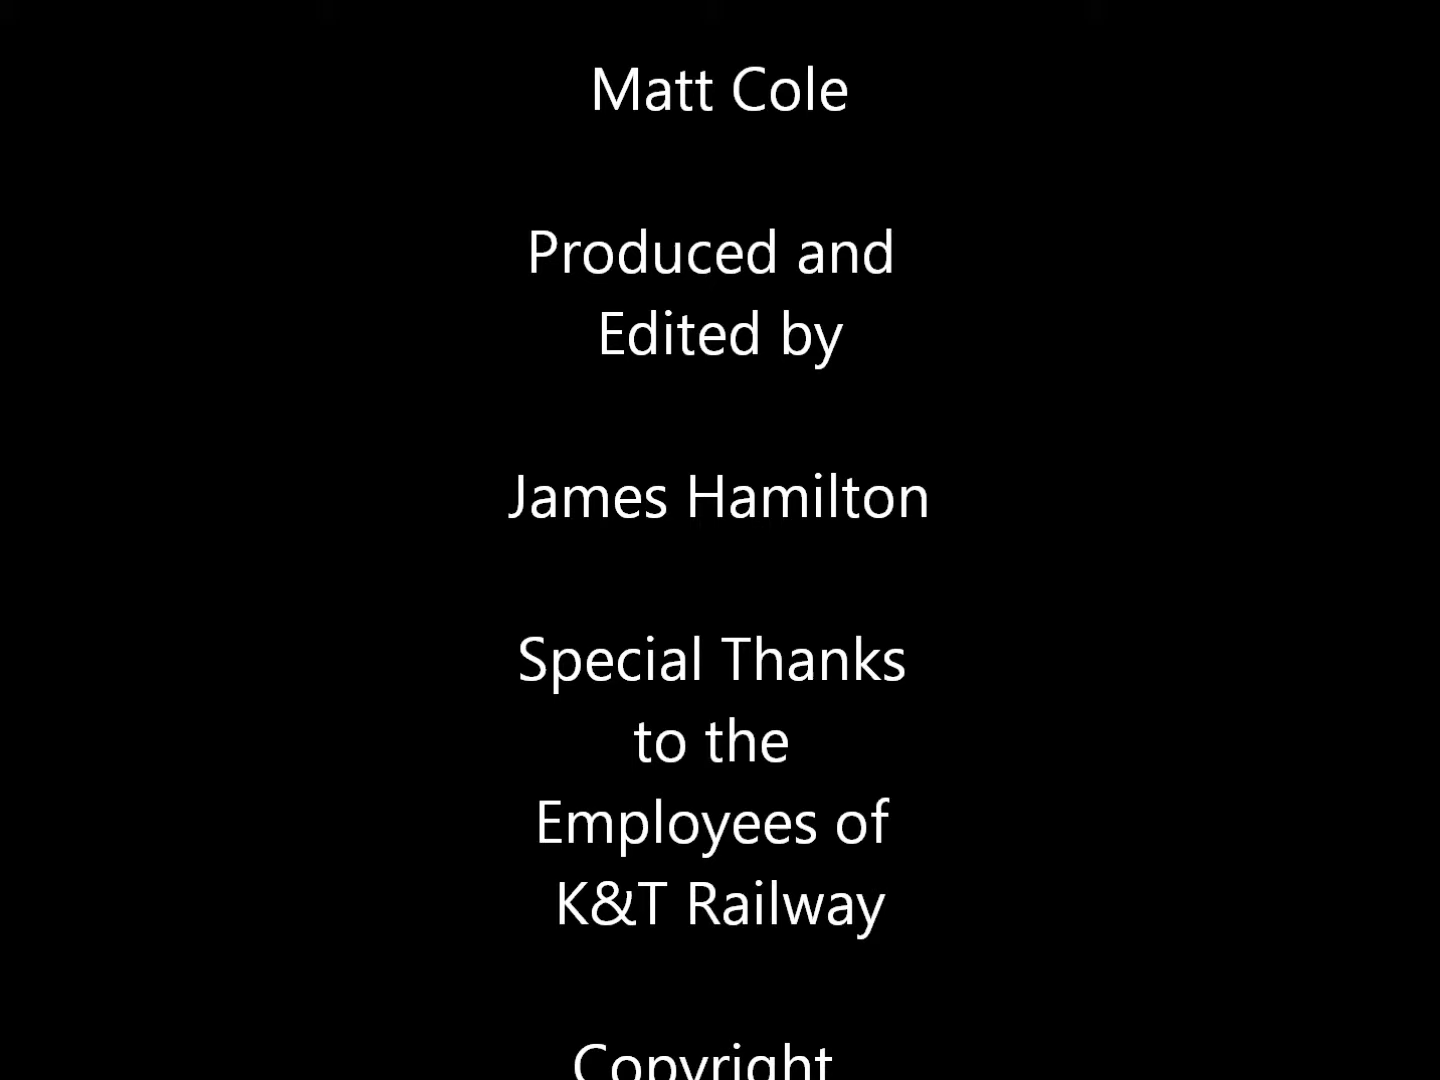 Matt Cole
Produced and
Edited by
James Hamilton
Special Thanks
to the
Employees of
K&T Railway
Copyright